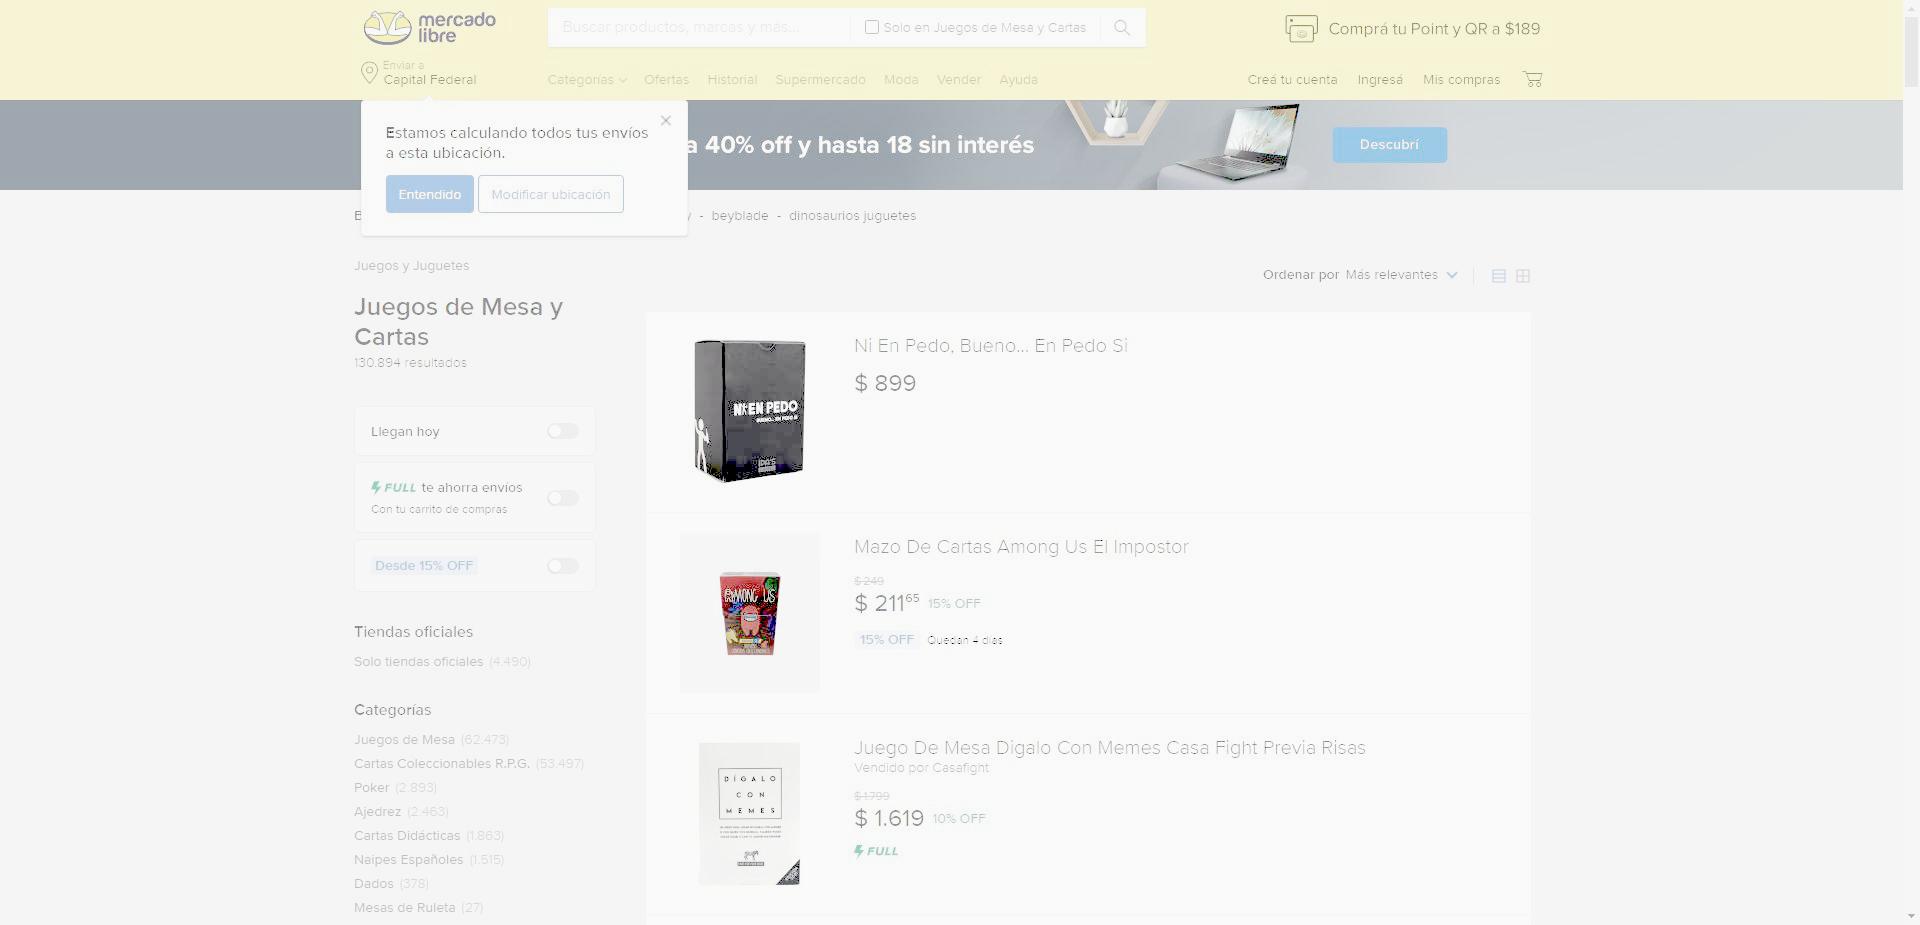 mercado
libre
Buscar productos, marcas y más...
Solo en Juegos de Mesa y Cartas
Comprá tu Point y QR a $189
Enviar a
Capital Federal
Categorías
Ofertas
Historial
Supermercado
Moda
Vender
Ayuda
Creá tu cuenta
Ingresá
Mis compras
Estamos calculando todos tus envíos
a esta ubicación.
Entendido
Modificar ubicación
a 40% off y hasta 18 sin interés
Descubrí
B
y - beyblade - dinosaurios juguetes
Juegos y Juguetes
Ordenar por Más relevantes
Juegos de Mesa y
Cartas
130.894 resultados
Llegan hoy
FULL te ahorra envíos
Con tu carrito de compras
Desde 15% OFF
Tiendas oficiales
Solo tiendas oficiales (4.490)
Categorías
Juegos de Mesa (62.473)
Cartas Coleccionables R.P.G. (53.497)
Poker (2.893)
Ajedrez (2.463)
Cartas Didácticas (1.863)
Naipes Españoles (1.515)
Dados (378)
Mesas de Ruleta (27)
NI EN PEDO
BUENO... EN PEDO SI
Ni En Pedo, Bueno... En Pedo Si
$ 899
AMONG US
Mazo De Cartas Among Us El Impostor
$ 249
$ 211 65 15% OFF
15% OFF Quedan 4 días
DÍGALO
CON
MEMES
Juego De Mesa Digalo Con Memes Casa Fight Previa Risas
Vendido por Casafight
$ 1.799
$ 1.619 10% OFF
FULL